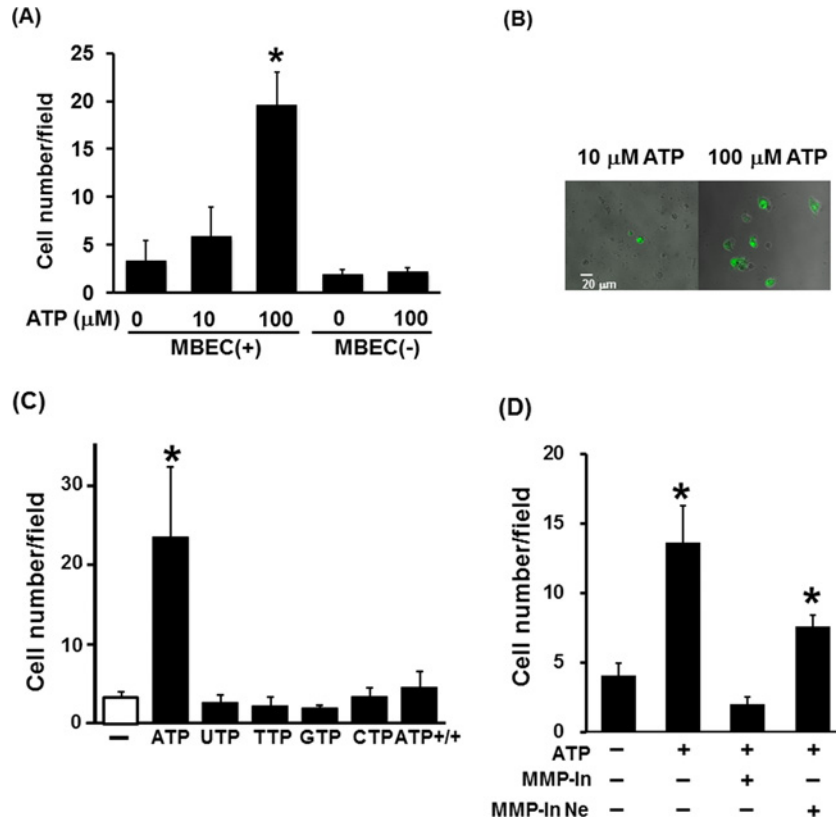 (A)
Cell number/field
25
20
15
10
5
0
*
ATP (μM) 0 10 100 0 100
MBEC(+) MBEC(-)
(B)
10 μM ATP 100 μM ATP
20 μm
(C)
Cell number/field
30
20
10
0
*
– ATP UTP TTP GTP CTP ATP+/+
(D)
Cell number/field
20
15
10
5
0
*
*
ATP – + + +
MMP-In – – + –
MMP-In Ne – – – +